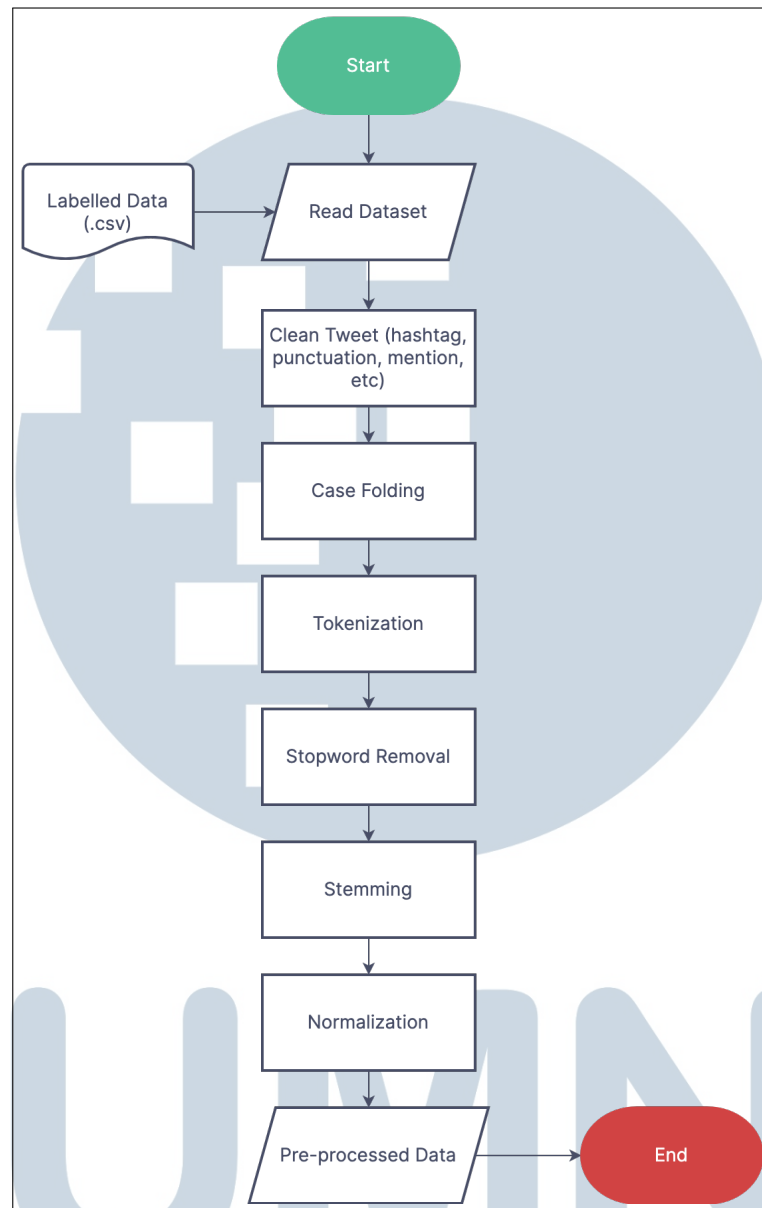 Start
Labelled Data
(.csv)
Read Dataset
Clean Tweet (hashtag,
punctuation, mention,
etc)
Case Folding
Tokenization
Stopword Removal
Stemming
Normalization
Pre-processed Data
End
UMN